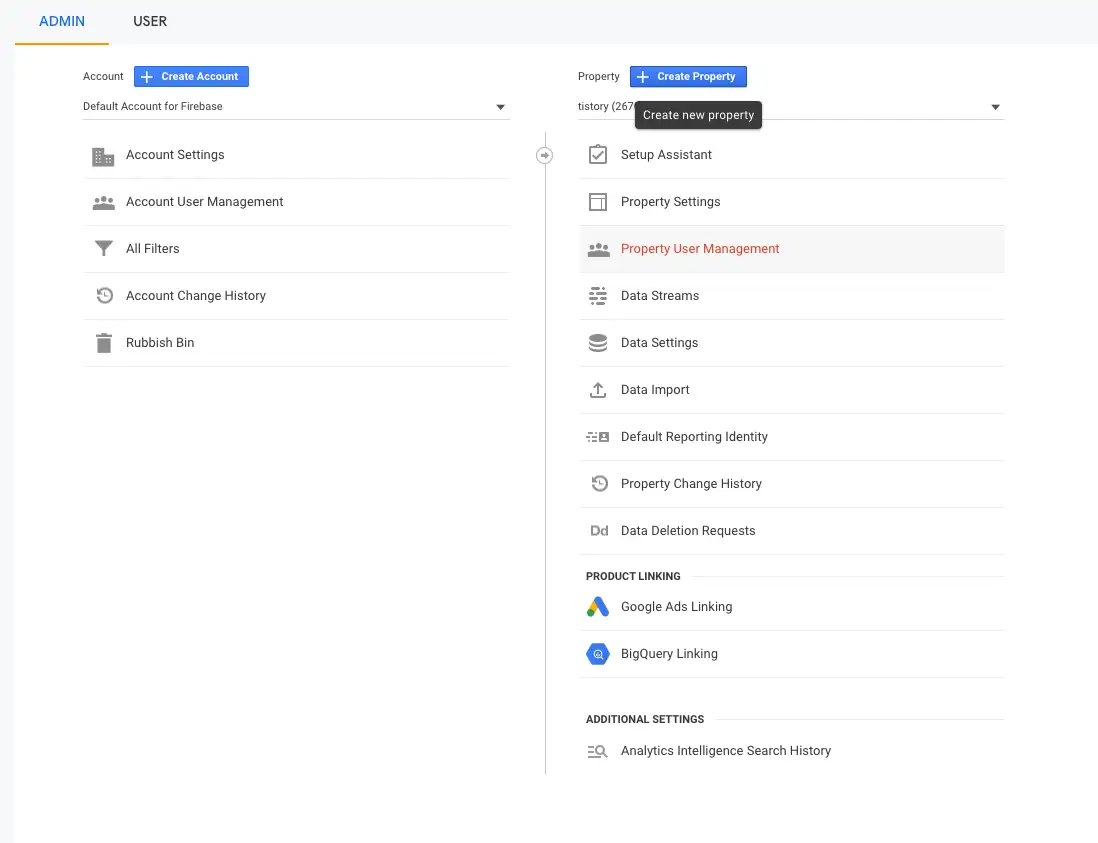 ADMIN USER
Account + Create Account
Default Account for Firebase
Account Settings
Account User Management
All Filters
Account Change History
Rubbish Bin
Property + Create Property
tistory (267
Create new property
Setup Assistant
Property Settings
Property User Management
Data Streams
Data Settings
Data Import
Default Reporting Identity
Property Change History
Dd Data Deletion Requests
PRODUCT LINKING
Google Ads Linking
BigQuery Linking
ADDITIONAL SETTINGS
Analytics Intelligence Search History